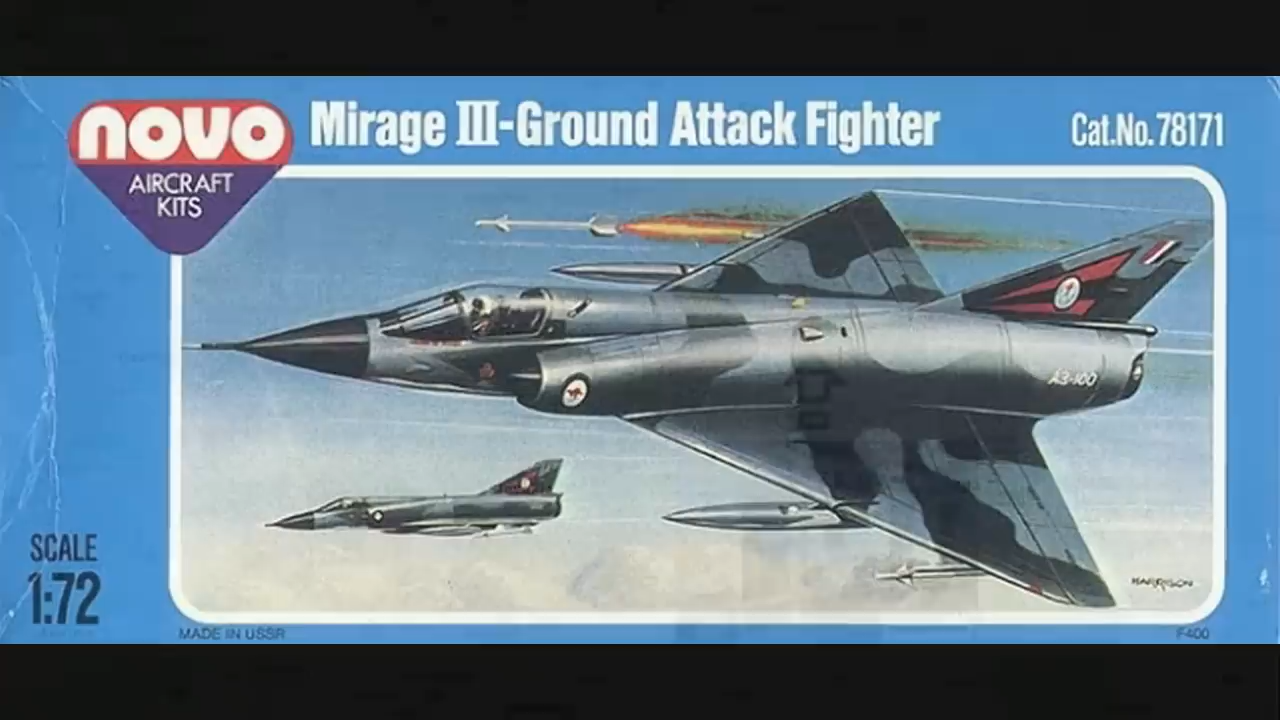 novo
AIRCRAFT
KITS
Mirage III-Ground Attack Fighter
Cat.No.78171
A3-100
HARRISON
SCALE
1:72
MADE IN USSR
F400